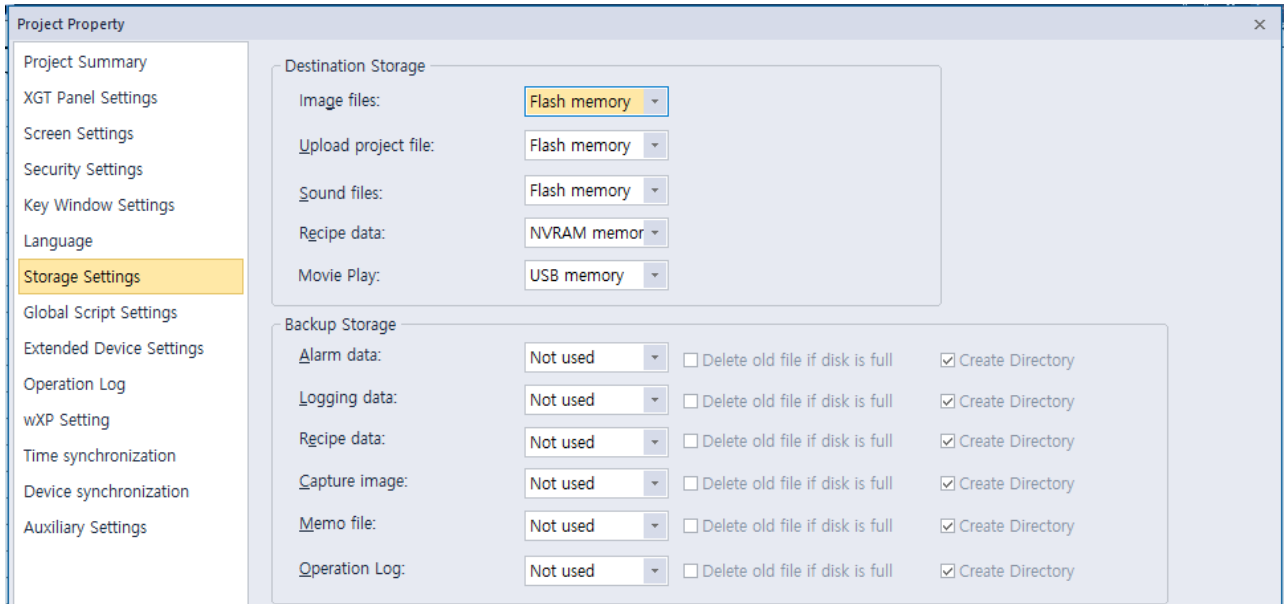 Project Property
Project Summary
XGT Panel Settings
Screen Settings
Security Settings
Key Window Settings
Language
Storage Settings
Global Script Settings
Extended Device Settings
Operation Log
wXP Setting
Time synchronization
Device synchronization
Auxiliary Settings
Destination Storage
Image files: Flash memory
Upload project file: Flash memory
Sound files: Flash memory
Recipe data: NVRAM memor
Movie Play: USB memory
Backup Storage
Alarm data: Not used Delete old file if disk is full Create Directory
Logging data: Not used Delete old file if disk is full Create Directory
Recipe data: Not used Delete old file if disk is full Create Directory
Capture image: Not used Delete old file if disk is full Create Directory
Memo file: Not used Delete old file if disk is full Create Directory
Operation Log: Not used Delete old file if disk is full Create Directory